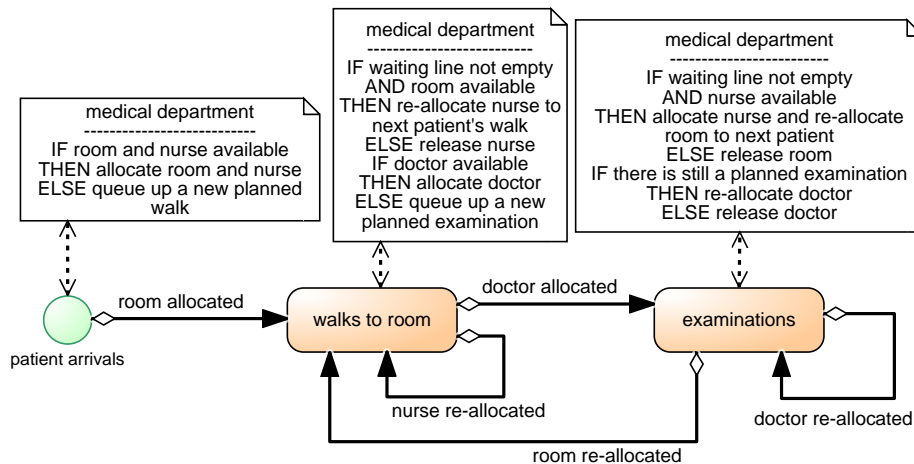 medical department
-------------------------
IF room and nurse available
THEN allocate room and nurse
ELSE queue up a new planned
walk
medical department
-------------------------
IF waiting line not empty
AND room available
THEN re-allocate nurse to
next patient's walk
ELSE release nurse
IF doctor available
THEN allocate doctor
ELSE queue up a new
planned examination
medical department
-------------------------
IF waiting line not empty
AND nurse available
THEN allocate nurse and re-allocate
room to next patient
ELSE release room
IF there is still a planned examination
THEN re-allocate doctor
ELSE release doctor
room allocated
doctor allocated
walks to room
examinations
patient arrivals
nurse re-allocated
doctor re-allocated
room re-allocated